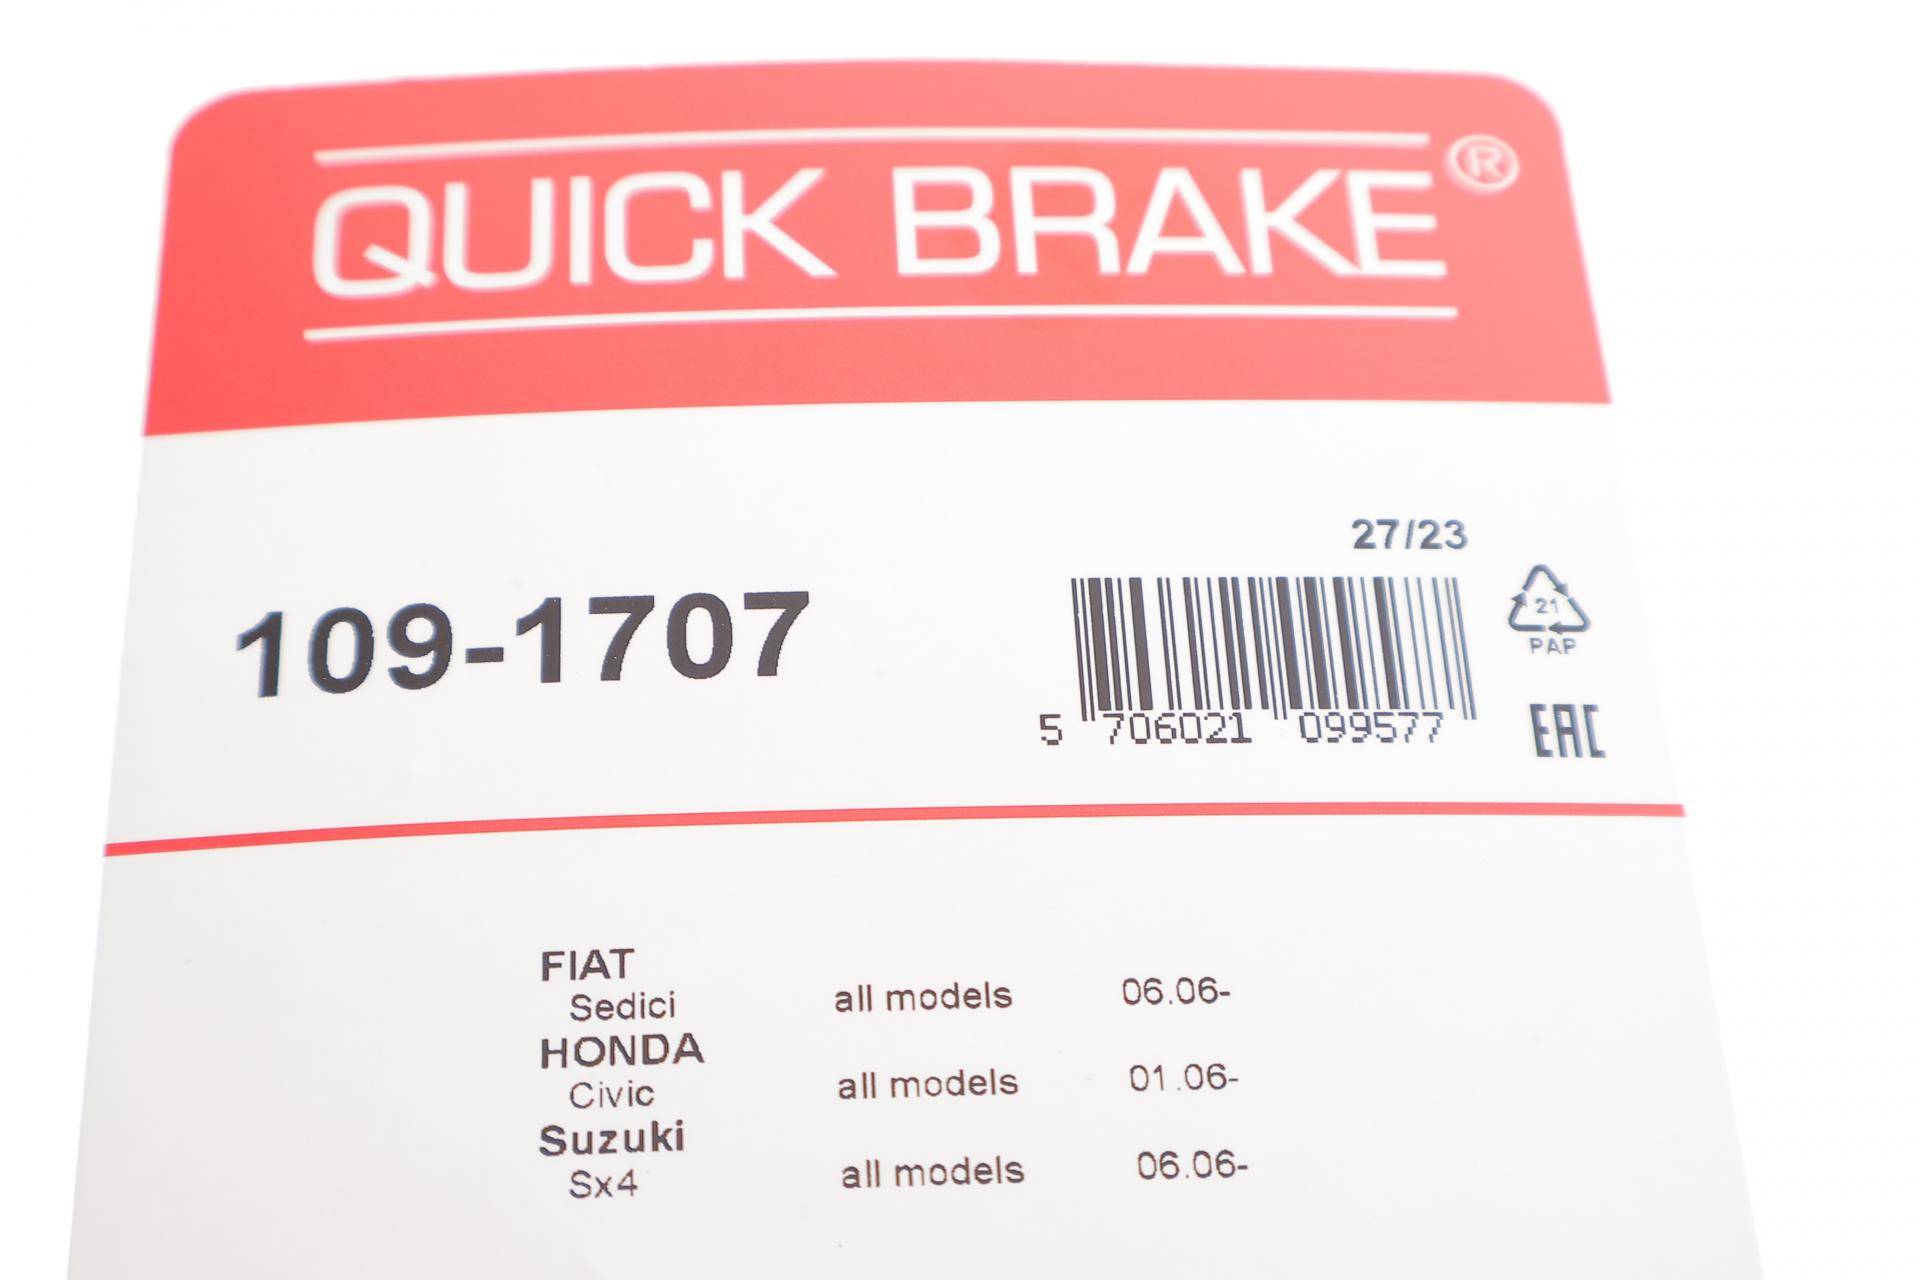 QUICK BRAKE®
27/23
109-1707
21
PAP
5 706021 099577
EAC
FIAT
Sedici all models 06.06-
HONDA
Civic all models 01.06-
Suzuki
Sx4 all models 06.06-